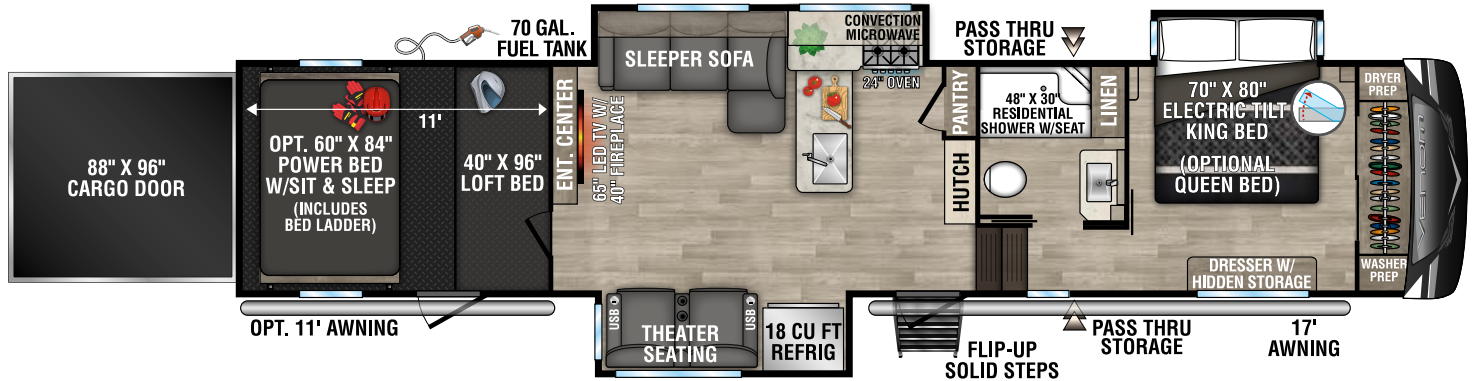 88" X 96"
CARGO DOOR
70 GAL.
FUEL TANK
11'
OPT. 60" X 84"
POWER BED
W/SIT & SLEEP
(INCLUDES
BED LADDER)
40" X 96"
LOFT BED
OPT. 11' AWNING
ENT. CENTER
65" LED TV W/
40" FIREPLACE
SLEEPER SOFA
CONVECTION
MICROWAVE
24" OVEN
USB
THEATER
SEATING
USB
18 CU FT
REFRIG
PANTRY
HUTCH
PASS THRU
STORAGE
48" X 30"
RESIDENTIAL
SHOWER W/SEAT
LINEN
FLIP-UP
SOLID STEPS
70" X 80"
ELECTRIC TILT
KING BED
(OPTIONAL
QUEEN BED)
DRESSER W/
HIDDEN STORAGE
PASS THRU
STORAGE
17'
AWNING
DRYER
PREP
WASHER
PREP
VENOM